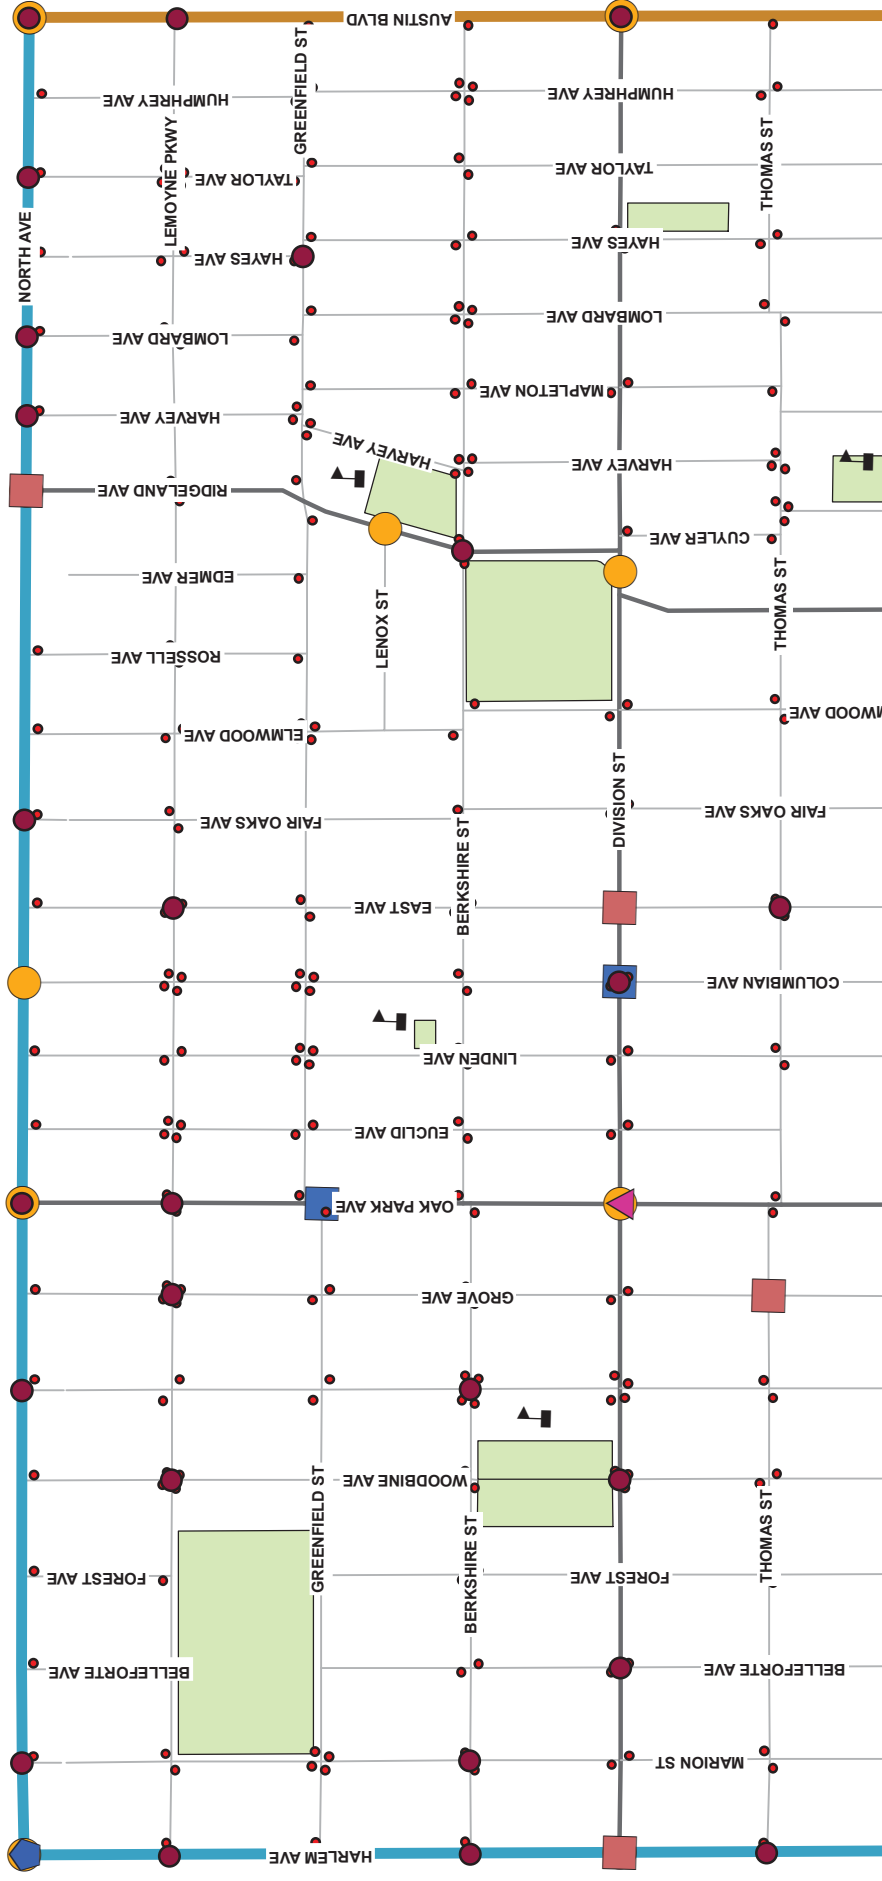 AUSTIN BLVD
GREENFIELD ST
HUMPHREY AVE
HUMPHREY AVE
LEMOYNE PKWY
THOMAS ST
TAYLOR AVE
TAYLOR AVE
NORTH AVE
HAYES AVE
HAYES AVE
LOMBARD AVE
LOMBARD AVE
MAPLETON AVE
HARVEY AVE
HARVEY AVE
HARVEY AVE
RIDGELAND AVE
CUYLER AVE
EDMER AVE
LENOX ST
THOMAS ST
ROSSELL AVE
ELMWOOD AVE
MWOOD AVE
DIVISION ST
FAIR OAKS AVE
FAIR OAKS AVE
BERKSHIRE ST
EAST AVE
COLUMBIAN AVE
LINDEN AVE
EUCLID AVE
OAK PARK AVE
GROVE AVE
WOODBINE AVE
GREENFIELD ST
BERKSHIRE ST
THOMAS ST
FOREST AVE
FOREST AVE
BELLEFORTE AVE
BELLEFORTE AVE
MARION ST
HARLEM AVE